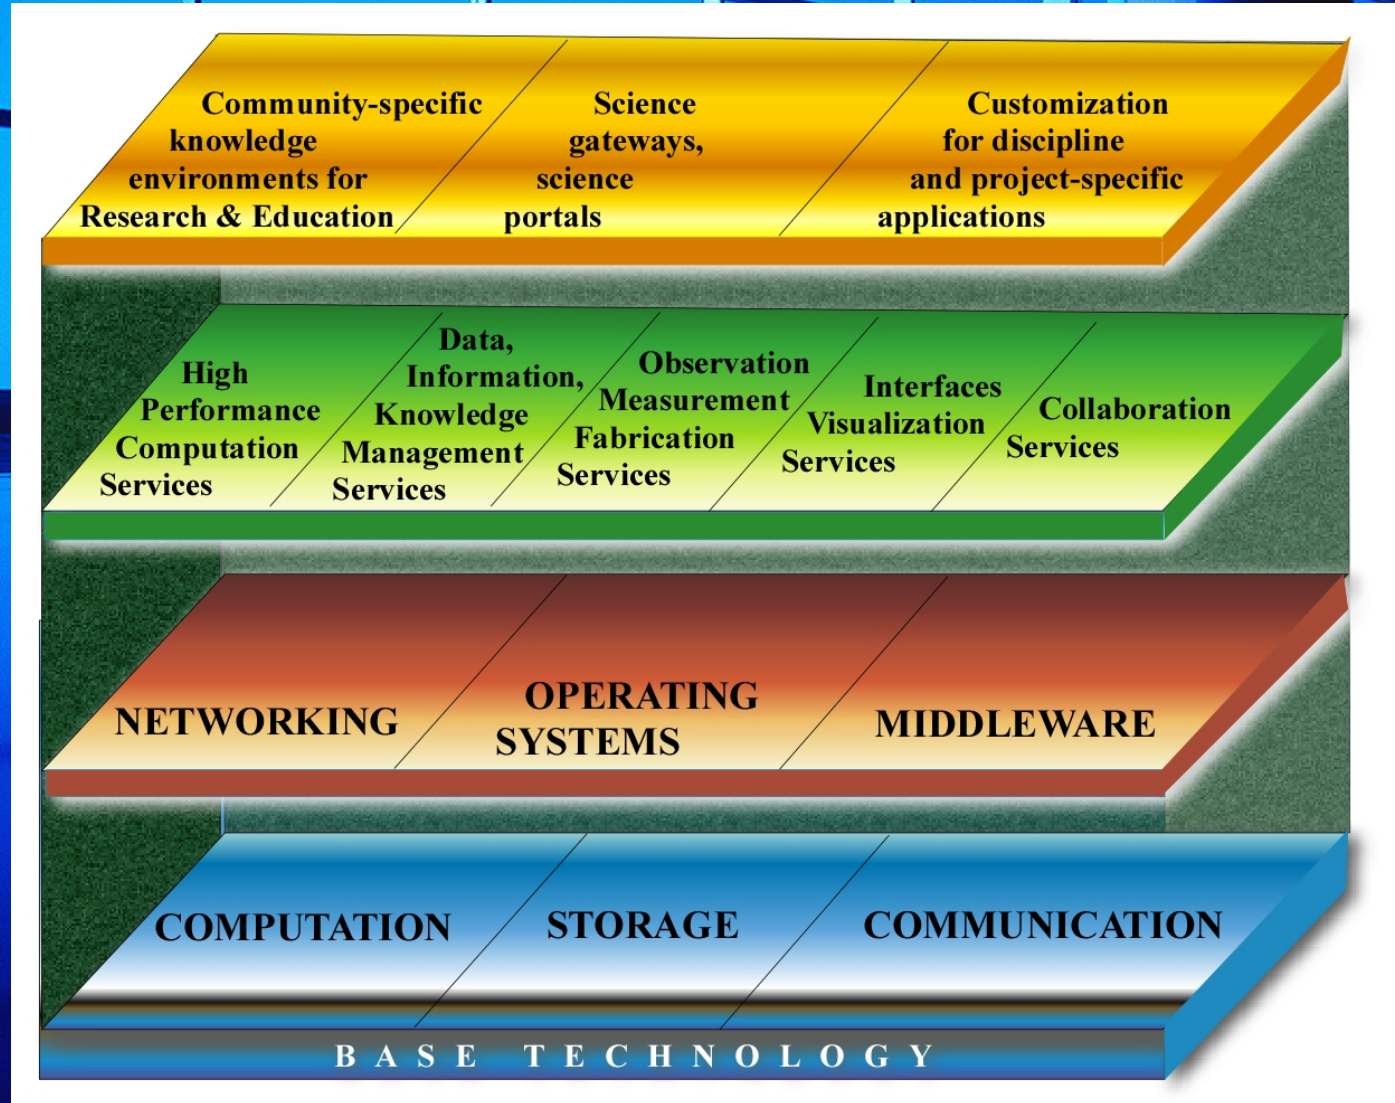 Community-specific
knowledge
environments for
Research & Education
Science
gateways,
science
portals
Customization
for discipline
and project-specific
applications
High
Performance
Computation
Services
Data,
Information,
Knowledge
Management
Services
Observation
Measurement
Fabrication
Services
Interfaces
Visualization
Services
Collaboration
Services
NETWORKING
OPERATING
SYSTEMS
MIDDLEWARE
COMPUTATION
STORAGE
COMMUNICATION
BASE TECHNOLOGY